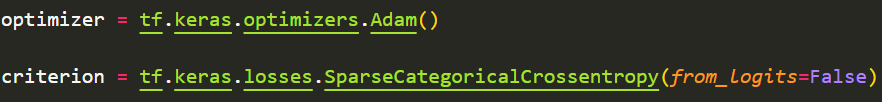 optimizer = tf.keras.optimizers.Adam()
criterion = tf.keras.losses.SparseCategoricalCrossentropy(from_logits=False)